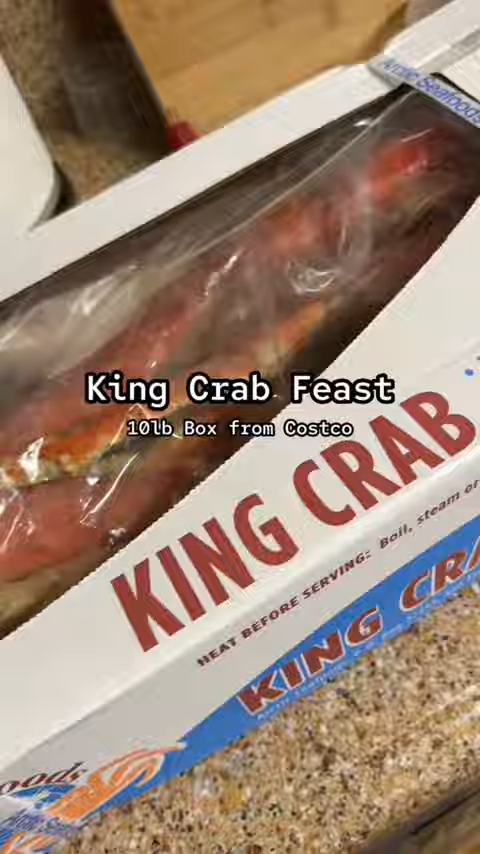 Arctic Seafoods
King Crab Feast
10lb Box from Costco
KING CRAB
HEAT BEFORE SERVING: Boil, steam or
KING CRA
oods